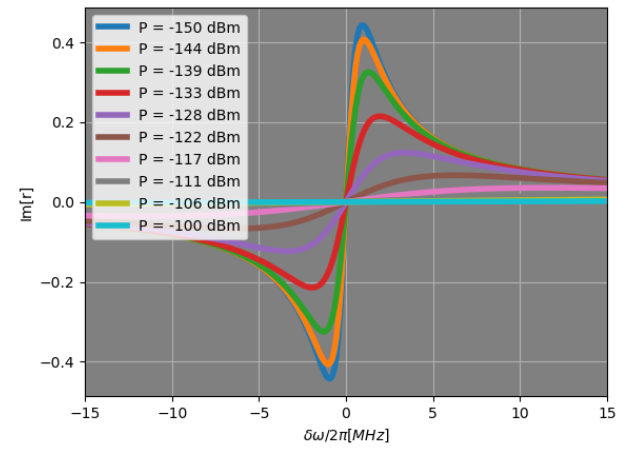 0.4
0.2
0.0
−0.2
−0.4
Im[r]
P = -150 dBm
P = -144 dBm
P = -139 dBm
P = -133 dBm
P = -128 dBm
P = -122 dBm
P = -117 dBm
P = -111 dBm
P = -106 dBm
P = -100 dBm
−15 −10 −5 0 5 10 15
δω/2π[MHz]